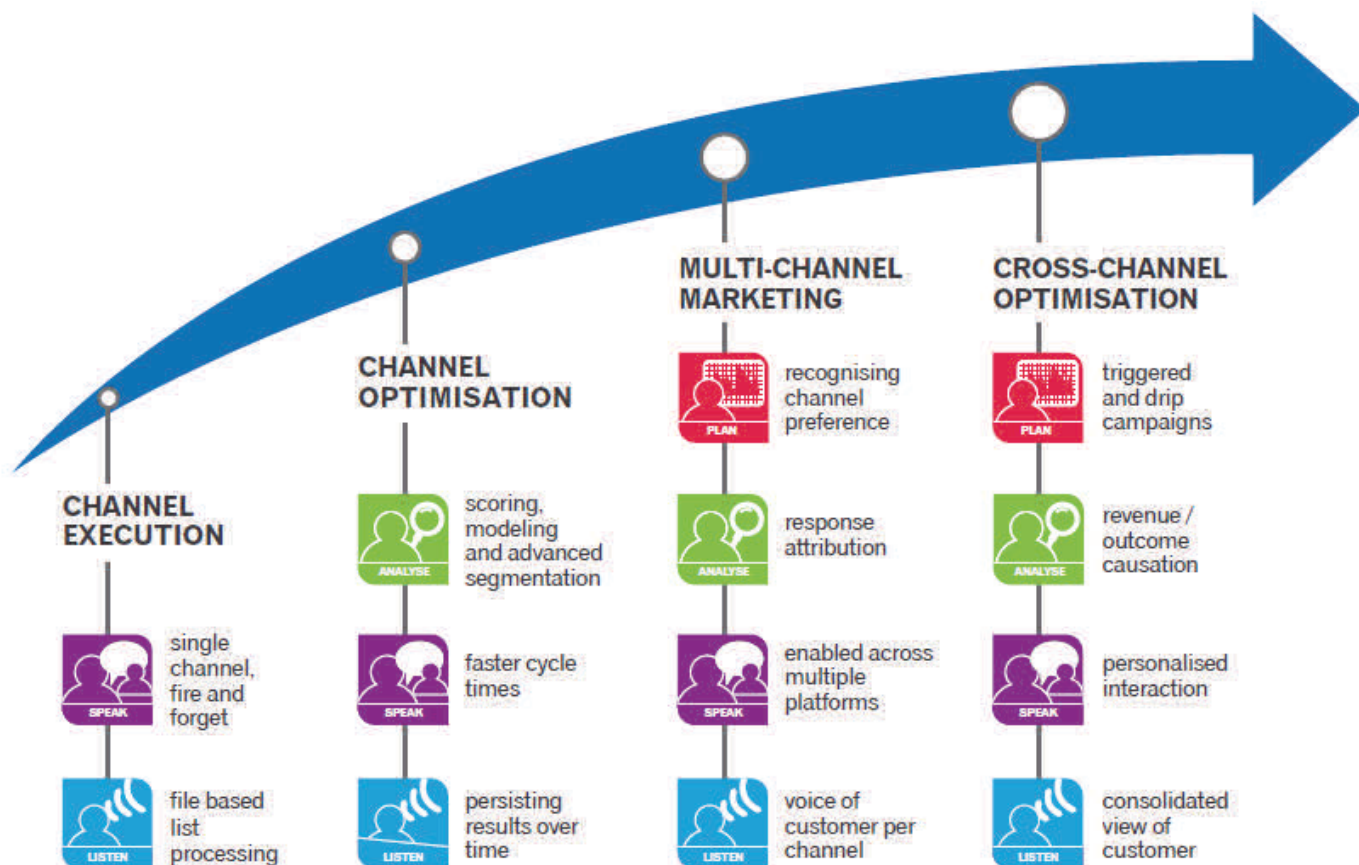 CHANNEL
EXECUTION
SPEAK
single
channel,
fire and
forget
LISTEN
file based
list
processing
CHANNEL
OPTIMISATION
ANALYSE
scoring,
modeling
and advanced
segmentation
SPEAK
faster cycle
times
LISTEN
persisting
results over
time
MULTI-CHANNEL
MARKETING
PLAN
recognising
channel
preference
ANALYSE
response
attribution
SPEAK
enabled across
multiple
platforms
LISTEN
voice of
customer per
channel
CROSS-CHANNEL
OPTIMISATION
PLAN
triggered
and drip
campaigns
ANALYSE
revenue /
outcome
causation
SPEAK
personalised
interaction
LISTEN
consolidated
view of
customer